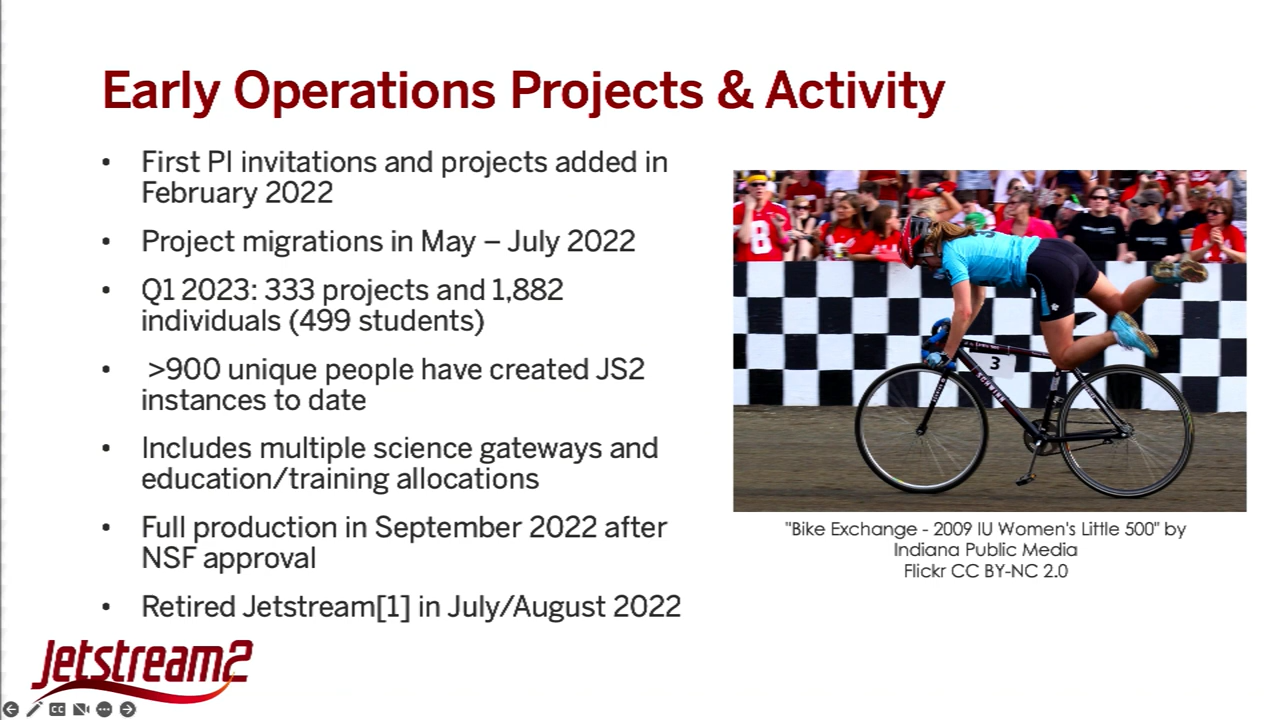 Early Operations Projects & Activity
• First PI invitations and projects added in
February 2022
• Project migrations in May – July 2022
• Q1 2023: 333 projects and 1,882
individuals (499 students)
• >900 unique people have created JS2
instances to date
• Includes multiple science gateways and
education/training allocations
• Full production in September 2022 after
NSF approval
• Retired Jetstream[1] in July/August 2022
8
3
SCHWINN
"Bike Exchange - 2009 IU Women's Little 500" by
Indiana Public Media
Flickr CC BY-NC 2.0
Jetstream2
CC